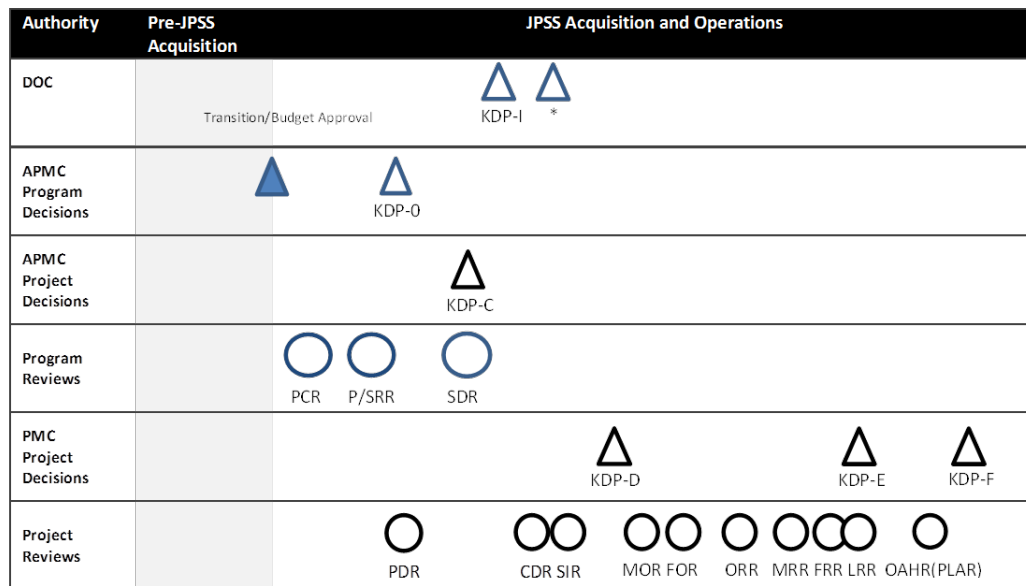 Authority
Pre-JPSS
Acquisition
JPSS Acquisition and Operations
DOC
Transition/Budget Approval
KDP-I
*
APMC
Program
Decisions
KDP-0
APMC
Project
Decisions
KDP-C
Program
Reviews
PCR
P/SRR
SDR
PMC
Project
Decisions
KDP-D
KDP-E
KDP-F
Project
Reviews
PDR
CDR SIR
MOR FOR
ORR
MRR FRR LRR
OAHR(PLAR)